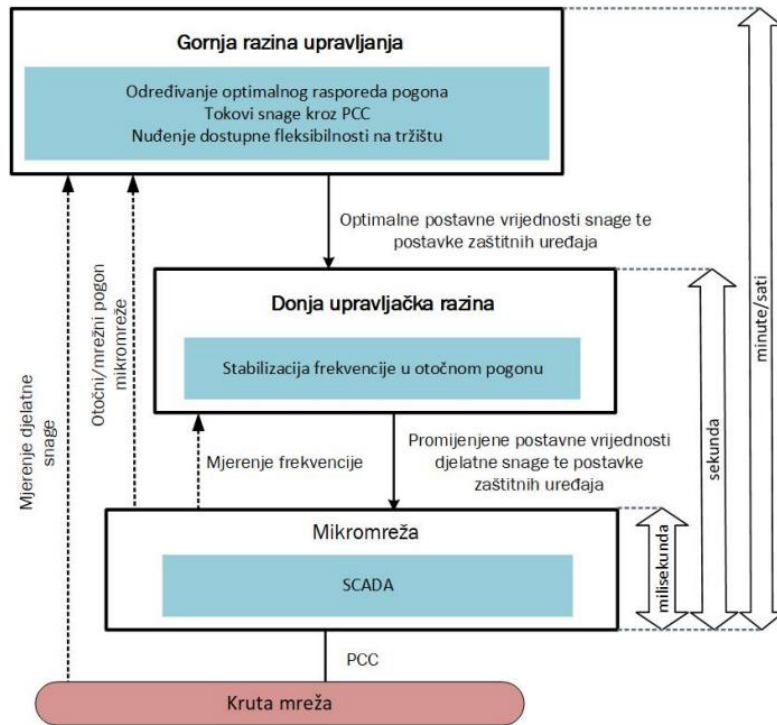 Gornja razina upravljanja
Određivanje optimalnog rasporeda pogona
Tokovi snage kroz PCC
Nuđenje dostupne fleksibilnosti na tržištu
Optimalne postavne vrijednosti snage te
postavke zaštitnih uređaja
Donja upravljačka razina
Stabilizacija frekvencije u otočnom pogonu
Mjerenje djelatne
snage
Otočni/mrežni pogon
mikromreže
Mjerenje frekvencije
Promijenjene postavne vrijednosti
djelatne snage te postavke
zaštitnih uređaja
Mikromreža
SCADA
milisekunda
sekunda
minute/sati
PCC
Kruta mreža